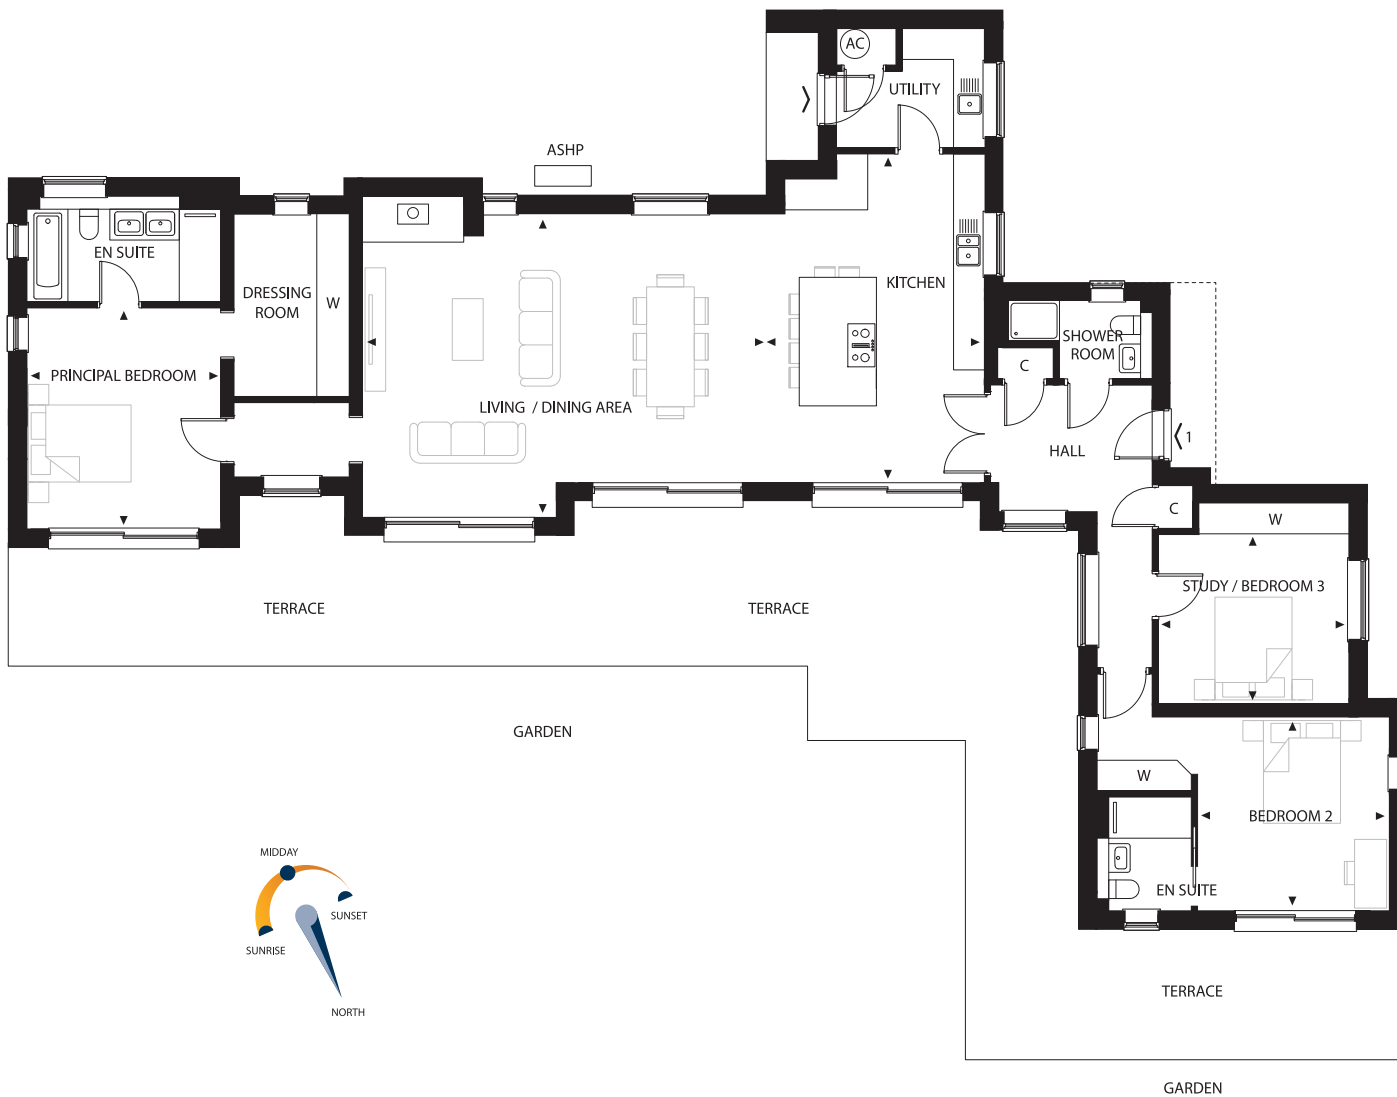 AC
UTILITY
ASHP
EN SUITE
DRESSING
ROOM
W
KITCHEN
SHOWER
ROOM
C
PRINCIPAL BEDROOM
LIVING / DINING AREA
HALL
1
C
W
STUDY / BEDROOM 3
TERRACE
TERRACE
GARDEN
W
BEDROOM 2
EN SUITE
MIDDAY
SUNSET
SUNRISE
NORTH
TERRACE
GARDEN